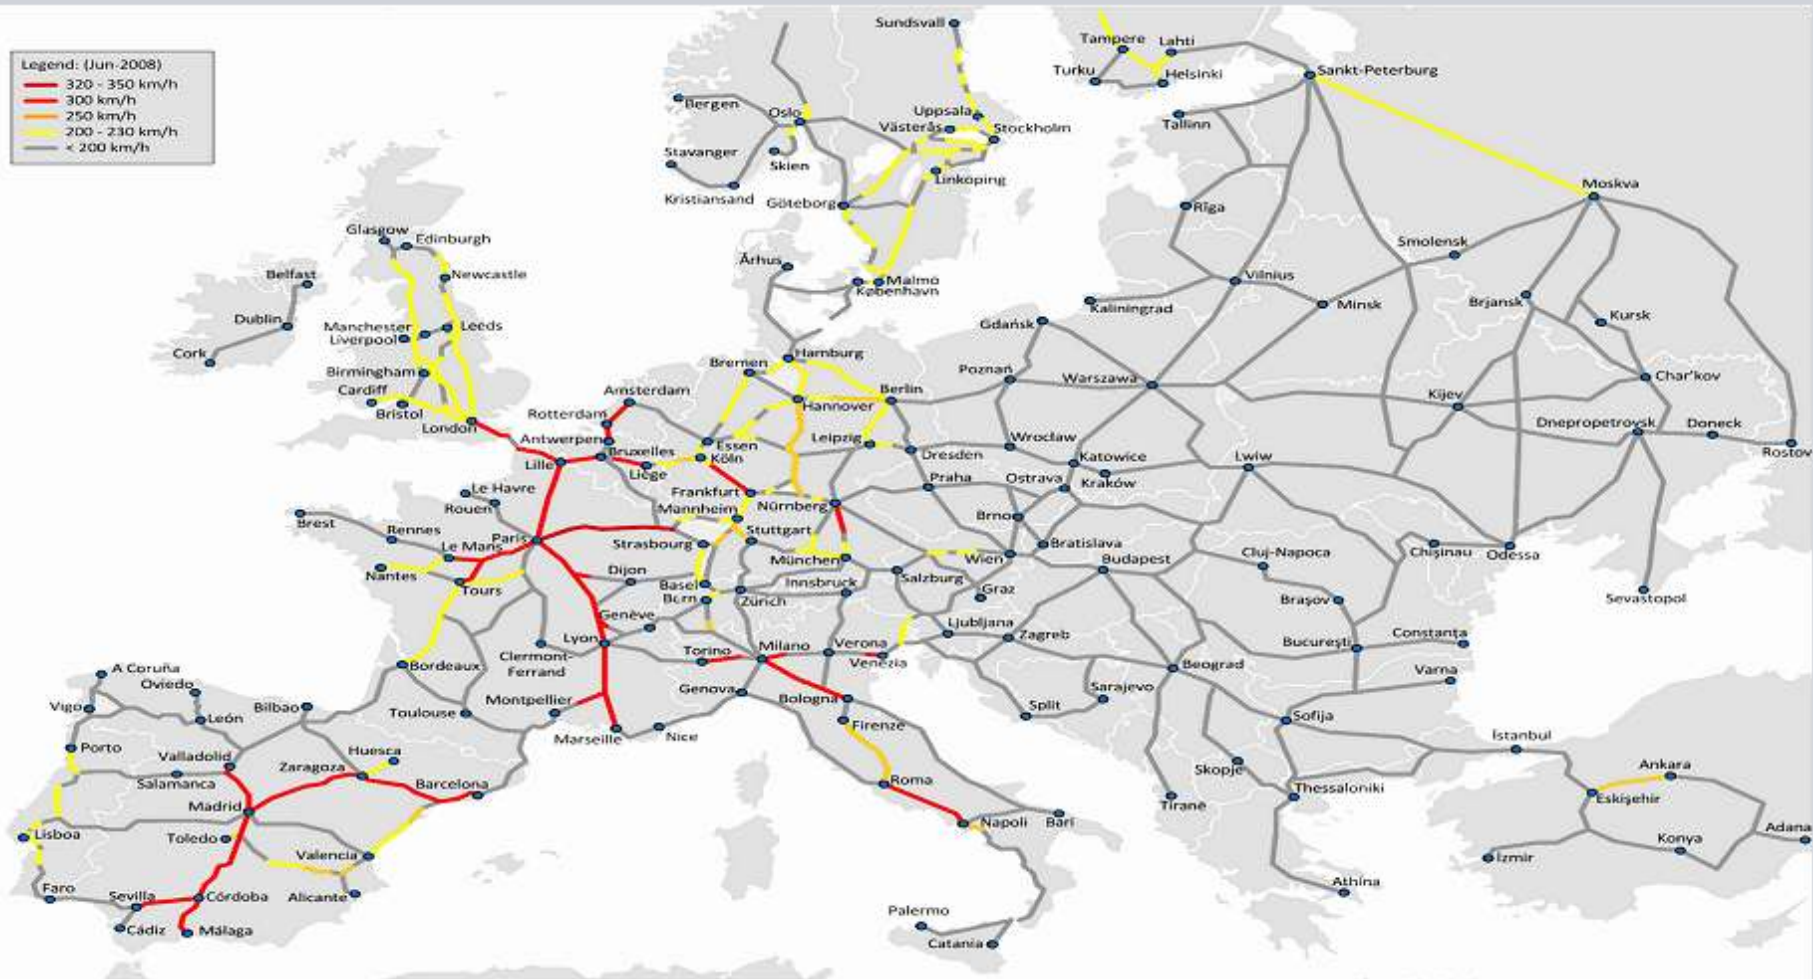 Legend: (Jun-2008)
320 - 350 km/h
300 km/h
250 km/h
200 - 230 km/h
< 200 km/h
Sundsvall
Tampere
Lahti
Turku
Helsinki
Sankt-Peterburg
Bergen
Oslo
Uppsala
Västerås
Stockholm
Tallinn
Stavanger
Skien
Linköping
Kristiansand
Göteborg
Moskva
Rīga
Glasgow
Edinburgh
Smolensk
Århus
Belfast
Newcastle
Malmö
København
Vilnius
Kaliningrad
Minsk
Brjansk
Kursk
Dublin
Manchester
Leeds
Liverpool
Gdańsk
Cork
Hamburg
Bremen
Birmingham
Poznań
Warszawa
Char'kov
Cardiff
Amsterdam
Berlin
Kijev
Bristol
Rotterdam
Hannover
London
Dnepropetrovsk
Doneck
Antwerpen
Essen
Leipzig
Wrocław
Bruxelles
Köln
Dresden
Katowice
Lwiw
Rostov
Lille
Liège
Praha
Ostrava
Kraków
Le Havre
Frankfurt
Rouen
Mannheim
Nürnberg
Brno
Brest
Rennes
Paris
Stuttgart
Strasbourg
Bratislava
Le Mans
München
Wien
Budapest
Cluj-Napoca
Chişinau
Odessa
Nantes
Dijon
Basel
Innsbruck
Salzburg
Tours
Bern
Zürich
Graz
Braşov
Sevastopol
Genève
Ljubljana
Lyon
Zagreb
Bucureşti
Constanţa
Clermont-
Ferrand
Torino
Milano
Verona
Venezia
Bordeaux
Beograd
A Coruña
Varna
Oviedo
Genova
Bologna
Sarajevo
Vigo
Bilbao
Montpellier
Split
León
Toulouse
Firenze
Sofija
Marseille
Nice
Porto
Huesca
İstanbul
Valladolid
Zaragoza
Skopje
Ankara
Salamanca
Barcelona
Roma
Thessaloniki
Eskişehir
Madrid
Tiranë
Lisboa
Toledo
Napoli
Bari
Konya
Adana
Valencia
İzmir
Faro
Sevilla
Córdoba
Alicante
Athína
Cádiz
Málaga
Palermo
Catania